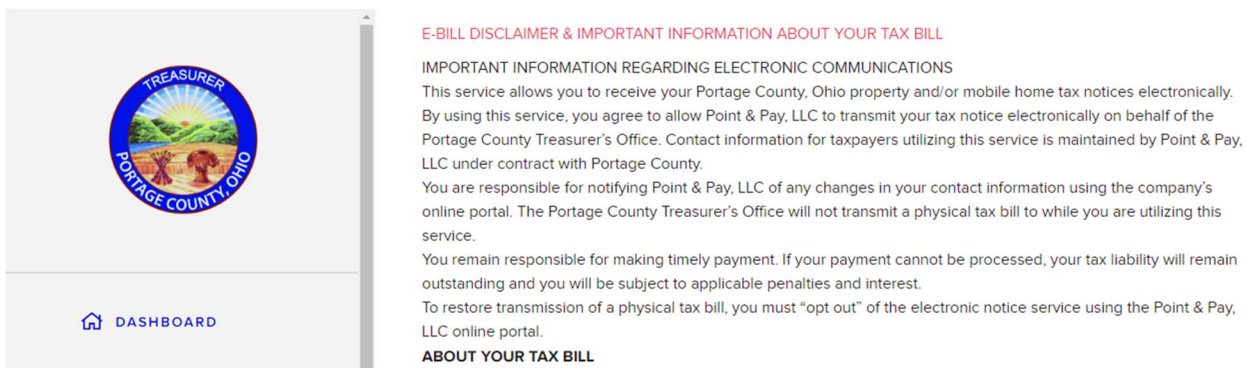 TREASURER
PORTAGE COUNTY, OHIO
DASHBOARD
E-BILL DISCLAIMER & IMPORTANT INFORMATION ABOUT YOUR TAX BILL
IMPORTANT INFORMATION REGARDING ELECTRONIC COMMUNICATIONS
This service allows you to receive your Portage County, Ohio property and/or mobile home tax notices electronically.
By using this service, you agree to allow Point & Pay, LLC to transmit your tax notice electronically on behalf of the
Portage County Treasurer's Office. Contact information for taxpayers utilizing this service is maintained by Point & Pay,
LLC under contract with Portage County.
You are responsible for notifying Point & Pay, LLC of any changes in your contact information using the company's
online portal. The Portage County Treasurer's Office will not transmit a physical tax bill to while you are utilizing this
service.
You remain responsible for making timely payment. If your payment cannot be processed, your tax liability will remain
outstanding and you will be subject to applicable penalties and interest.
To restore transmission of a physical tax bill, you must “opt out” of the electronic notice service using the Point & Pay,
LLC online portal.
ABOUT YOUR TAX BILL